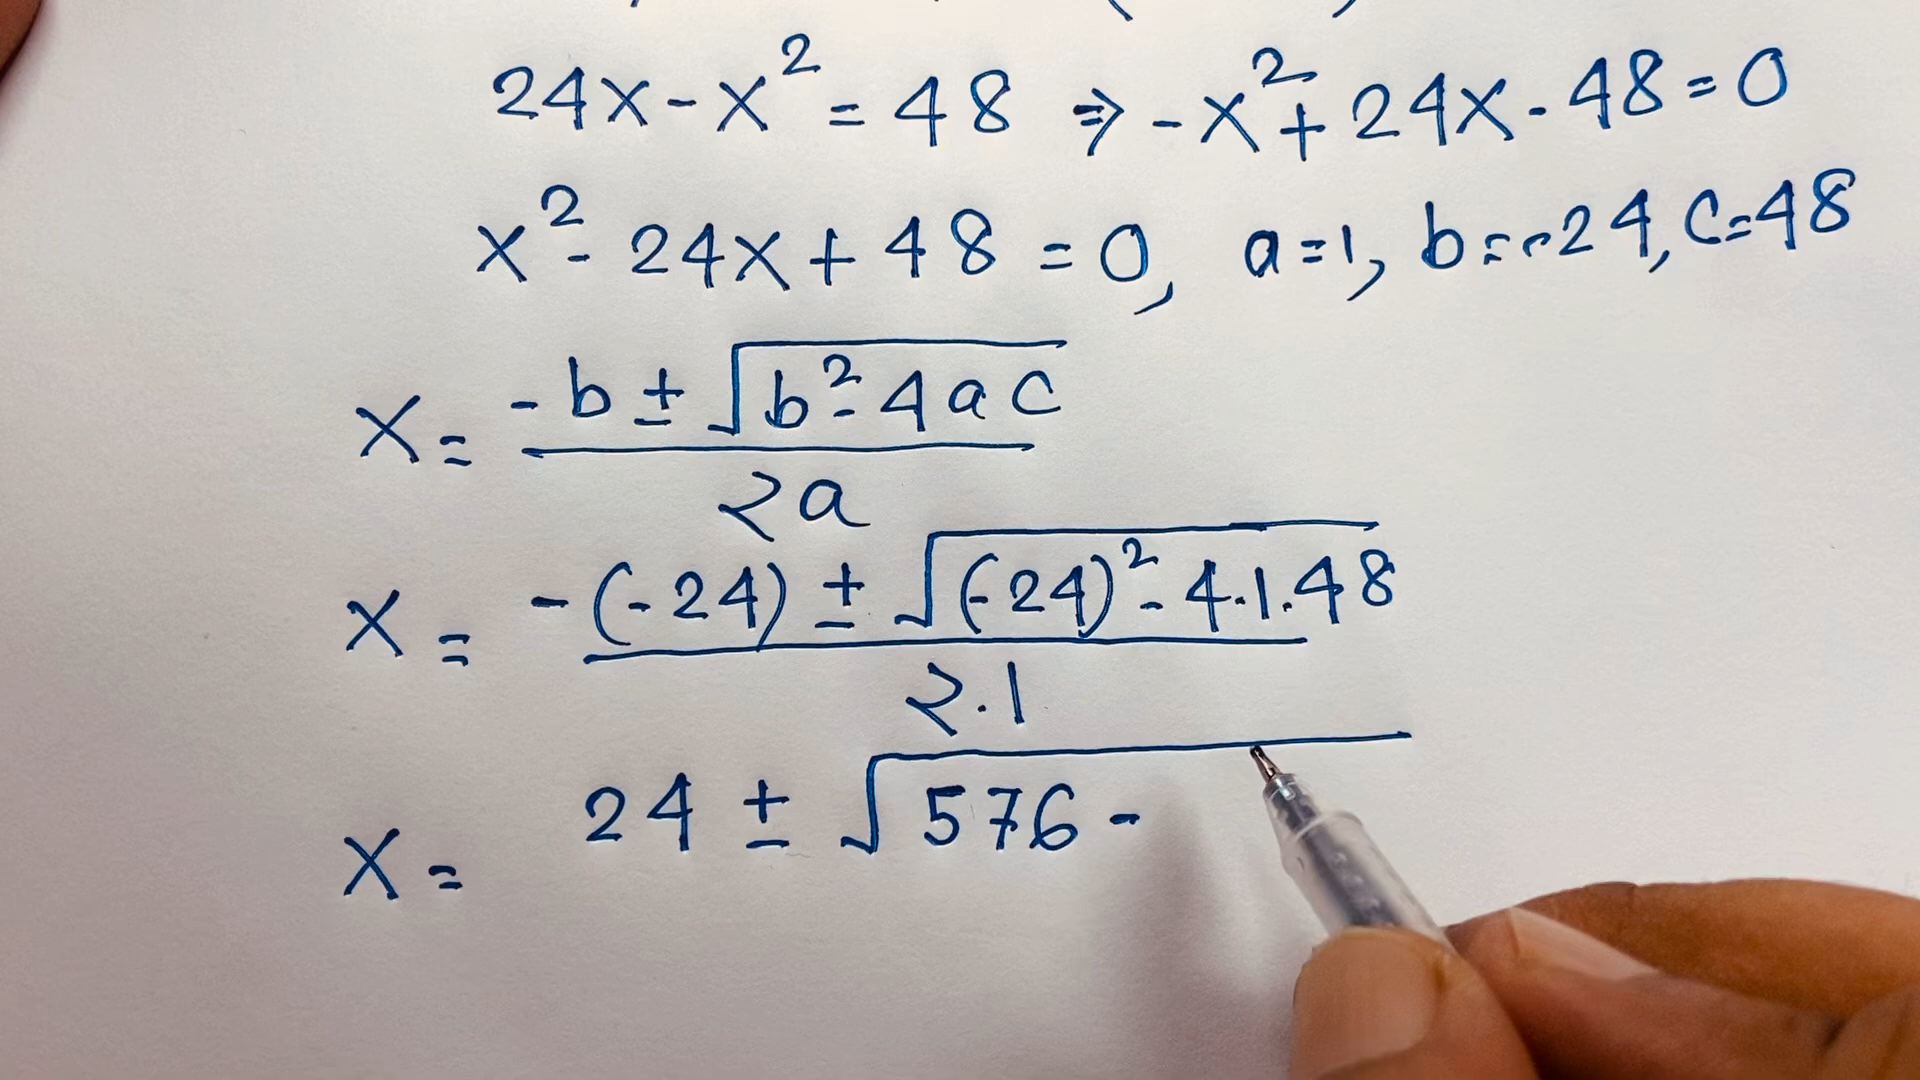 24x - x² = 48 ⇒ -x² + 24x - 48 = 0
x² - 24x + 48 = 0, a = 1, b = -24, c = 48
x = -b ± √(b² - 4ac) / 2a
x = -(-24) ± √((-24)² - 4.1.48) / 2.1
x = 24 ± √(576 -